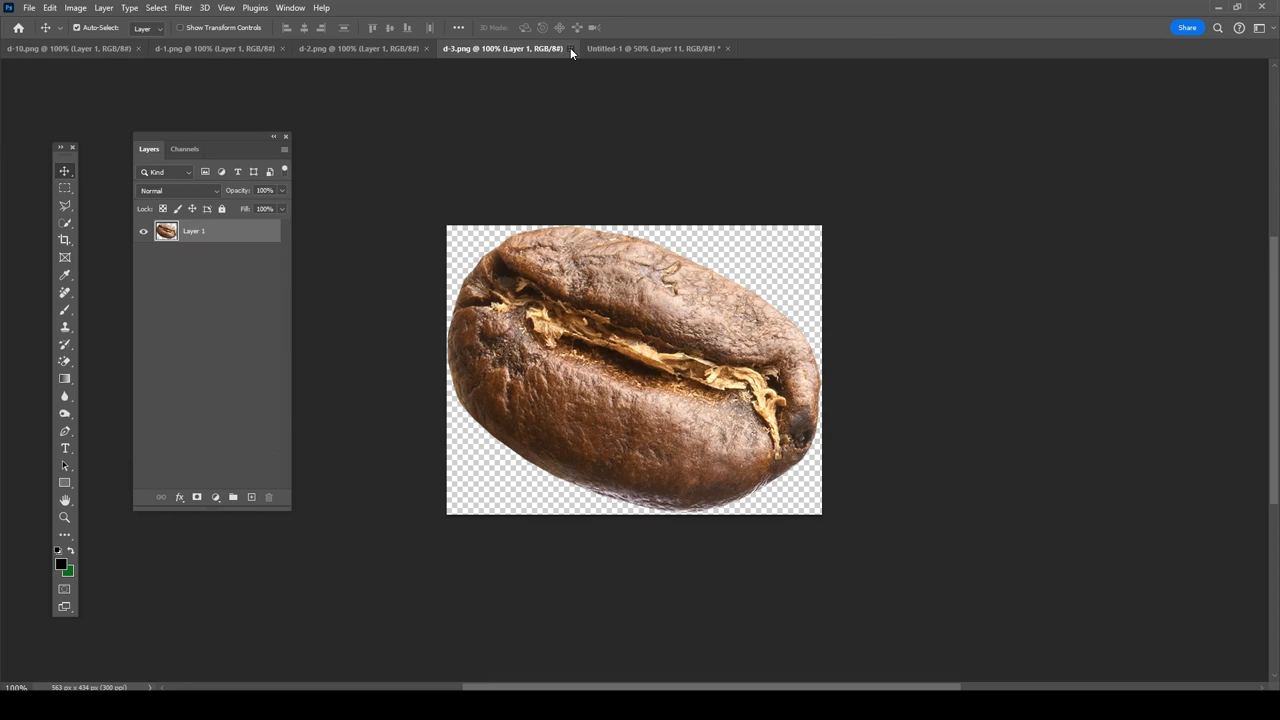 Ps File Edit Image Layer Type Select Filter 3D View Plugins Window Help
Auto-Select: Layer Show Transform Controls 3D Mode: Share
d-10.png @ 100% (Layer 1, RGB/8#) × d-1.png @ 100% (Layer 1, RGB/8#) × d-2.png @ 100% (Layer 1, RGB/8#) × d-3.png @ 100% (Layer 1, RGB/8#) Untitled-1 @ 50% (Layer 11, RGB/8#) * ×
Layers Channels
Kind
Normal Opacity: 100%
Lock: Fill: 100%
Layer 1
100% 563 px x 434 px (300 ppi)